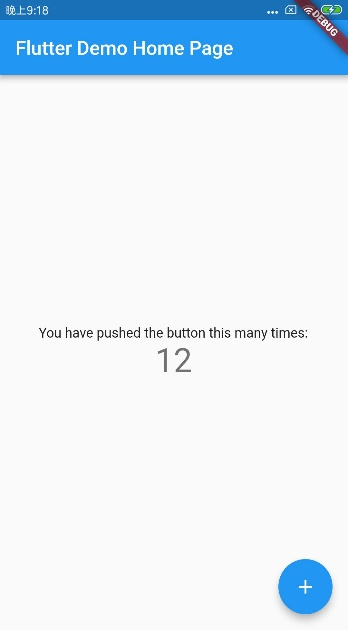 晚上9:18
DEBUG
Flutter Demo Home Page
You have pushed the button this many times:
12